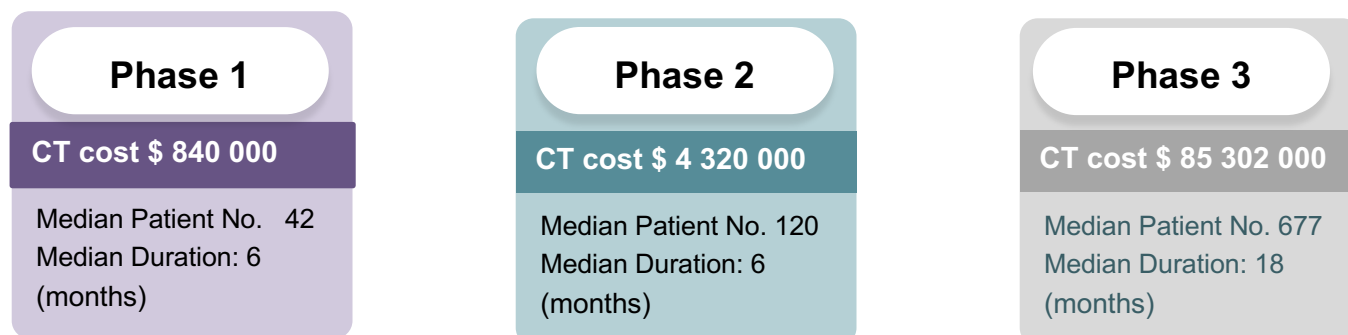 Phase 1
CT cost $ 840 000
Median Patient No. 42
Median Duration: 6
(months)
Phase 2
CT cost $ 4 320 000
Median Patient No. 120
Median Duration: 6
(months)
Phase 3
CT cost $ 85 302 000
Median Patient No. 677
Median Duration: 18
(months)